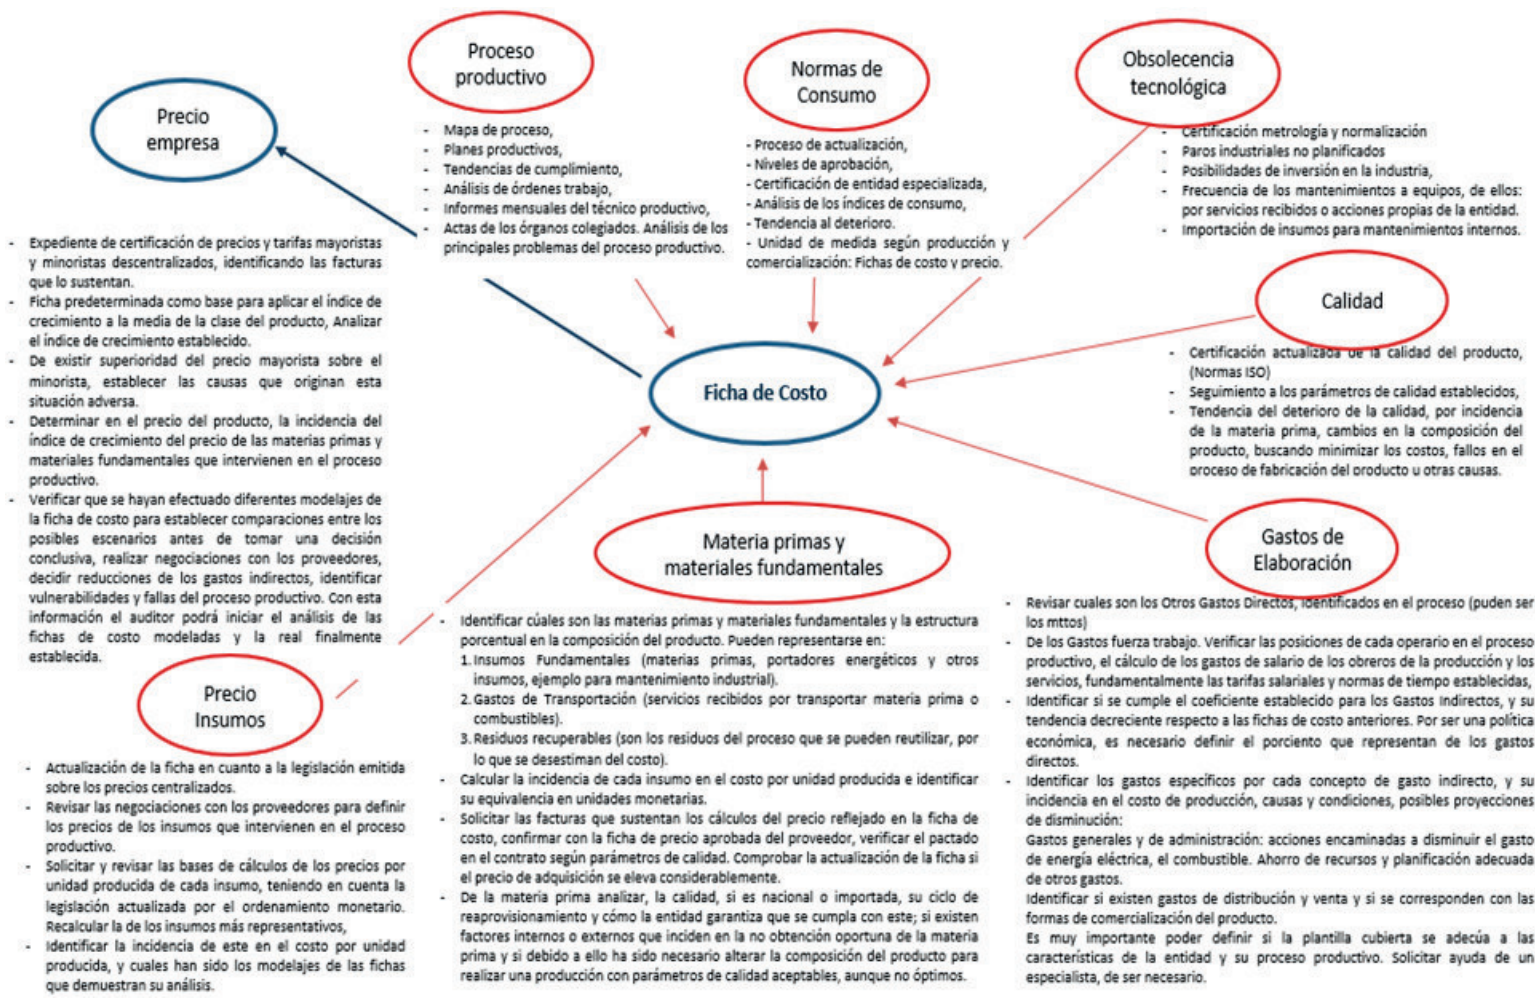 Proceso
productivo
- Mapa de proceso,
- Planes productivos,
- Tendencias de cumplimiento,
- Análisis de órdenes trabajo,
- Informes mensuales del técnico productivo,
- Actas de los órganos colegiados. Análisis de los
principales problemas del proceso productivo.
Normas de
Consumo
- Proceso de actualización,
- Niveles de aprobación,
- Certificación de entidad especializada,
- Análisis de los índices de consumo,
- Tendencia al deterioro.
- Unidad de medida según producción y
comercialización: Fichas de costo y precio.
Obsolecencia
tecnológica
- Certificación metrología y normalización
- Paros industriales no planificados
- Posibilidades de inversión en la industria,
- Frecuencia de los mantenimientos a equipos, de ellos:
por servicios recibidos o acciones propias de la entidad.
- Importación de insumos para mantenimientos internos.
Precio
empresa
- Expediente de certificación de precios y tarifas mayoristas
y minoristas descentralizados, identificando las facturas
que lo sustentan.
- Ficha predeterminada como base para aplicar el índice de
crecimiento a la media de la clase del producto, Analizar
el índice de crecimiento establecido.
- De existir superioridad del precio mayorista sobre el
minorista, establecer las causas que originan esta
situación adversa.
- Determinar en el precio del producto, la incidencia del
índice de crecimiento del precio de las materias primas y
materiales fundamentales que intervienen en el proceso
productivo.
- Verificar que se hayan efectuado diferentes modelajes de
la ficha de costo para establecer comparaciones entre los
posibles escenarios antes de tomar una decisión
conclusiva, realizar negociaciones con los proveedores,
decidir reducciones de los gastos indirectos, identificar
vulnerabilidades y fallas del proceso productivo. Con esta
información el auditor podrá iniciar el análisis de las
fichas de costo modeladas y la real finalmente
establecida.
Calidad
- Certificación actualizada de la calidad del producto,
(Normas ISO)
- Seguimiento a los parámetros de calidad establecidos,
- Tendencia del deterioro de la calidad, por incidencia
de la materia prima, cambios en la composición del
producto, buscando minimizar los costos, fallos en el
proceso de fabricación del producto u otras causas.
Ficha de Costo
Precio
Insumos
- Actualización de la ficha en cuanto a la legislación emitida
sobre los precios centralizados.
- Revisar las negociaciones con los proveedores para definir
los precios de los insumos que intervienen en el proceso
productivo.
- Solicitar y revisar las bases de cálculos de los precios por
unidad producida de cada insumo, teniendo en cuenta la
legislación actualizada por el ordenamiento monetario.
Recalcular la de los insumos más representativos,
- Identificar la incidencia de este en el costo por unidad
producida, y cuales han sido los modelajes de las fichas
que demuestran su análisis.
Materia primas y
materiales fundamentales
- Identificar cúales son las materias primas y materiales fundamentales y la estructura
porcentual en la composición del producto. Pueden representarse en:
1. Insumos Fundamentales (materias primas, portadores energéticos y otros
insumos, ejemplo para mantenimiento industrial).
2. Gastos de Transportación (servicios recibidos por transportar materia prima o
combustibles).
3. Residuos recuperables (son los residuos del proceso que se pueden reutilizar, por
lo que se desestiman del costo).
- Calcular la incidencia de cada insumo en el costo por unidad producida e identificar
su equivalencia en unidades monetarias.
- Solicitar las facturas que sustentan los cálculos del precio reflejado en la ficha de
costo, confirmar con la ficha de precio aprobada del proveedor, verificar el pactado
en el contrato según parámetros de calidad. Comprobar la actualización de la ficha si
el precio de adquisición se eleva considerablemente.
- De la materia prima analizar, la calidad, si es nacional o importada, su ciclo de
reaprovisionamiento y cómo la entidad garantiza que se cumpla con este; si existen
factores internos o externos que inciden en la no obtención oportuna de la materia
prima y si debido a ello ha sido necesario alterar la composición del producto para
realizar una producción con parámetros de calidad aceptables, aunque no óptimos.
Gastos de
Elaboración
- Revisar cuales son los Otros Gastos Directos, identificados en el proceso (puden ser
los mttos)
- De los Gastos fuerza trabajo. Verificar las posiciones de cada operario en el proceso
productivo, el cálculo de los gastos de salario de los obreros de la producción y los
servicios, fundamentalmente las tarifas salariales y normas de tiempo establecidas,
- Identificar si se cumple el coeficiente establecido para los Gastos Indirectos, y su
tendencia decreciente respecto a las fichas de costo anteriores. Por ser una política
económica, es necesario definir el porciento que representan de los gastos
directos.
- Identificar los gastos específicos por cada concepto de gasto indirecto, y su
incidencia en el costo de producción, causas y condiciones, posibles proyecciones
de disminución:
Gastos generales y de administración: acciones encaminadas a disminuir el gasto
de energía eléctrica, el combustible. Ahorro de recursos y planificación adecuada
de otros gastos.
Identificar si existen gastos de distribución y venta y si se corresponden con las
formas de comercialización del producto.
Es muy importante poder definir si la plantilla cubierta se adecúa a las
características de la entidad y su proceso productivo. Solicitar ayuda de un
especialista, de ser necesario.